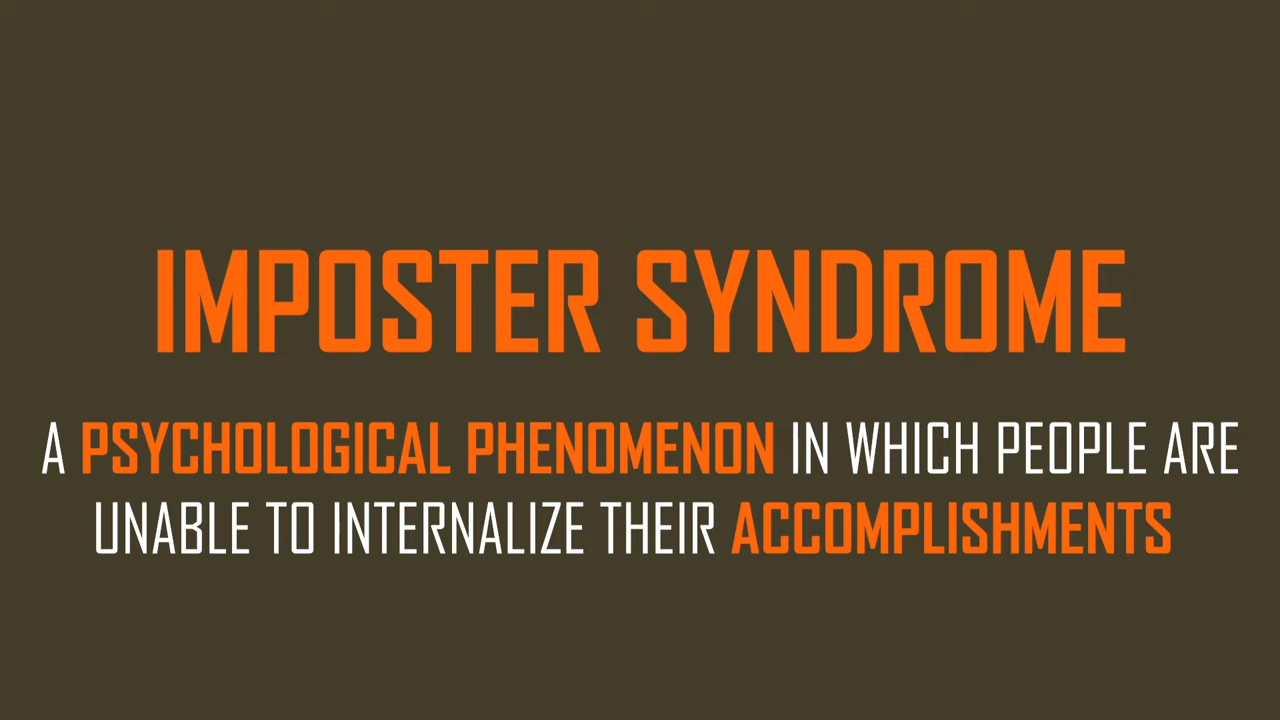 IMPOSTER SYNDROME
A PSYCHOLOGICAL PHENOMENON IN WHICH PEOPLE ARE
UNABLE TO INTERNALIZE THEIR ACCOMPLISHMENTS